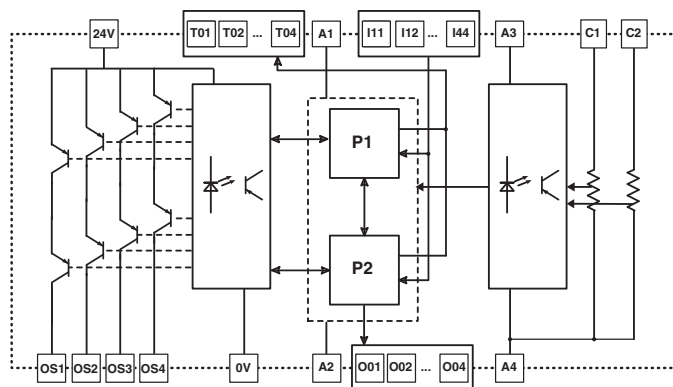 24V T01 T02 ... T04 A1 I11 I12 ... I44 A3 C1 C2
P1
P2
OS1 OS2 OS3 OS4 0V A2 O01 O02 ... O04 A4